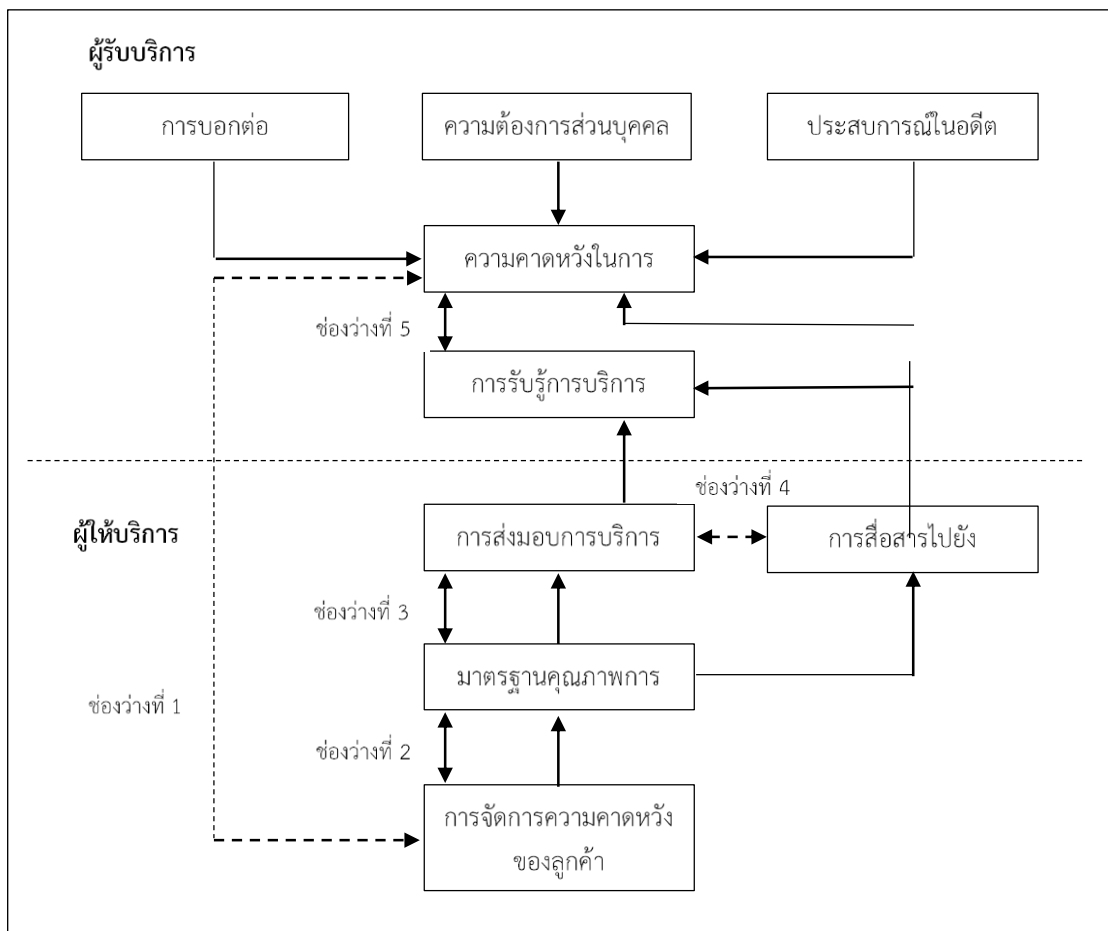 ผู้รับบริการ
การบอกต่อ
ความต้องการส่วนบุคคล
ประสบการณ์ในอดีต
ความคาดหวังในการ
ช่องว่างที่ 5
การรับรู้การบริการ
ช่องว่างที่ 4
ผู้ให้บริการ
การส่งมอบการบริการ
การสื่อสารไปยัง
ช่องว่างที่ 3
มาตรฐานคุณภาพการ
ช่องว่างที่ 1
ช่องว่างที่ 2
การจัดการความคาดหวัง
ของลูกค้า